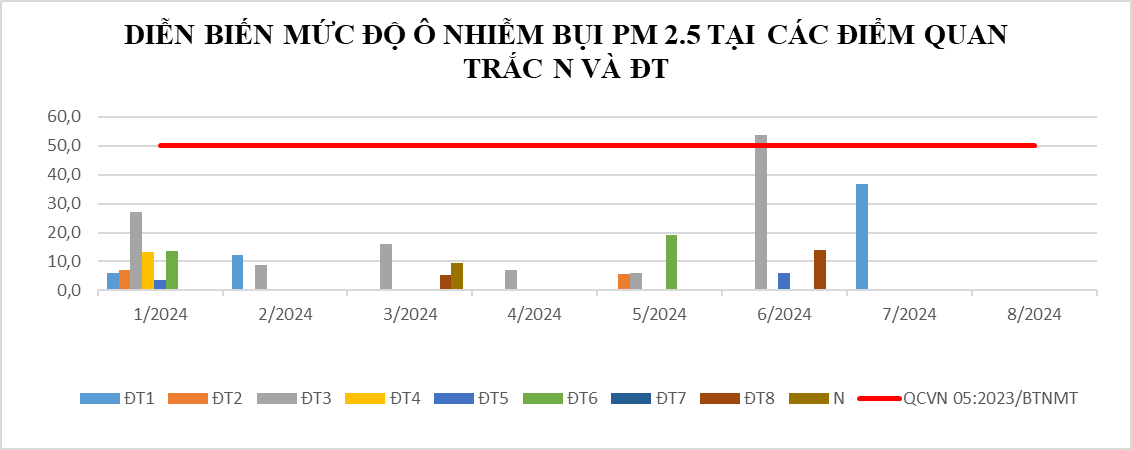 DIỄN BIẾN MỨC ĐỘ Ô NHIỄM BỤI PM 2.5 TẠI CÁC ĐIỂM QUAN
TRẮC N VÀ ĐT
60,0
50,0
40,0
30,0
20,0
10,0
0,0
1/2024 2/2024 3/2024 4/2024 5/2024 6/2024 7/2024 8/2024
ĐT1 ĐT2 ĐT3 ĐT4 ĐT5 ĐT6 ĐT7 ĐT8 N QCVN 05:2023/BTNMT